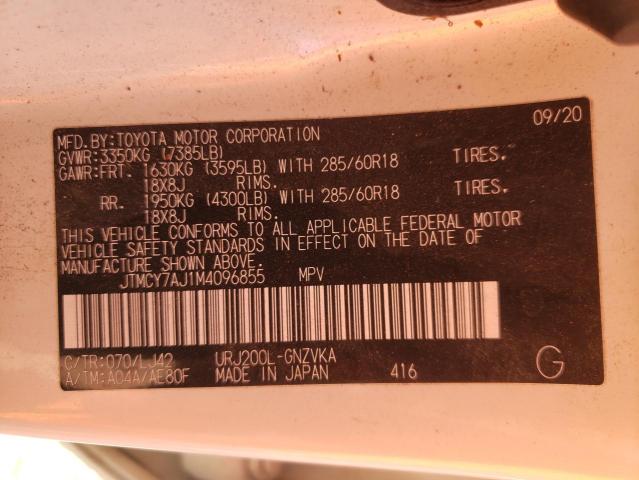 MFD.BY:TOYOTA MOTOR CORPORATION 09/20
GVWR:3350KG (7385LB)
GAWR:FRT. 1630KG (3595LB) WITH 285/60R18 TIRES.
18X8J RIMS.
RR. 1950KG (4300LB) WITH 285/60R18 TIRES.
18X8J RIMS.
THIS VEHICLE CONFORMS TO ALL APPLICABLE FEDERAL MOTOR
VEHICLE SAFETY STANDARDS IN EFFECT ON THE DATE OF
MANUFACTURE SHOWN ABOVE.
JTMCY7AJ1M4096855 MPV
C/TR:070/LJ42 URJ200L-GNZVKA
A/TM:A04A/AE80F MADE IN JAPAN 416 G